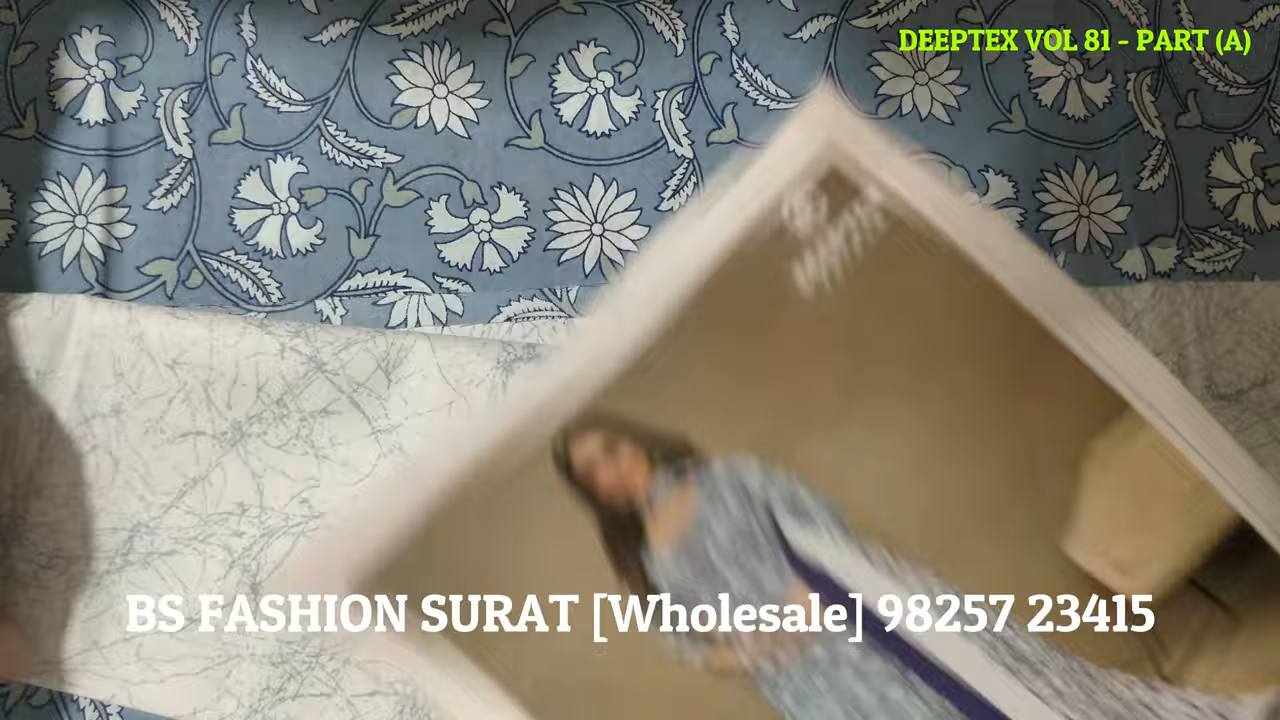 DEEPTEX VOL 81 - PART (A)
BS FASHION SURAT [Wholesale] 98257 23415